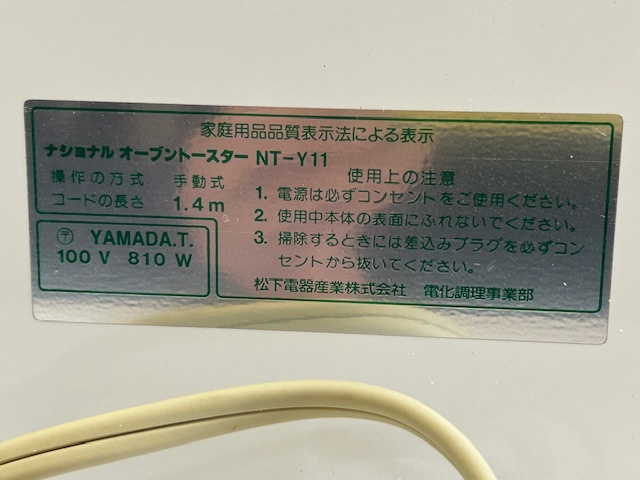 家庭用品品質表示法による表示
ナショナル オーブントースター NT-Y11
操作の方式 手動式
コードの長さ 1.4m
〒 YAMADA.T.
100V 810W
使用上の注意
1. 電源は必ずコンセントをご使用ください。
2. 使用中本体の表面にふれないでください。
3. 掃除するときには差込みプラグを必ずコン
セントから抜いてください。
松下電器産業株式会社 電化調理事業部